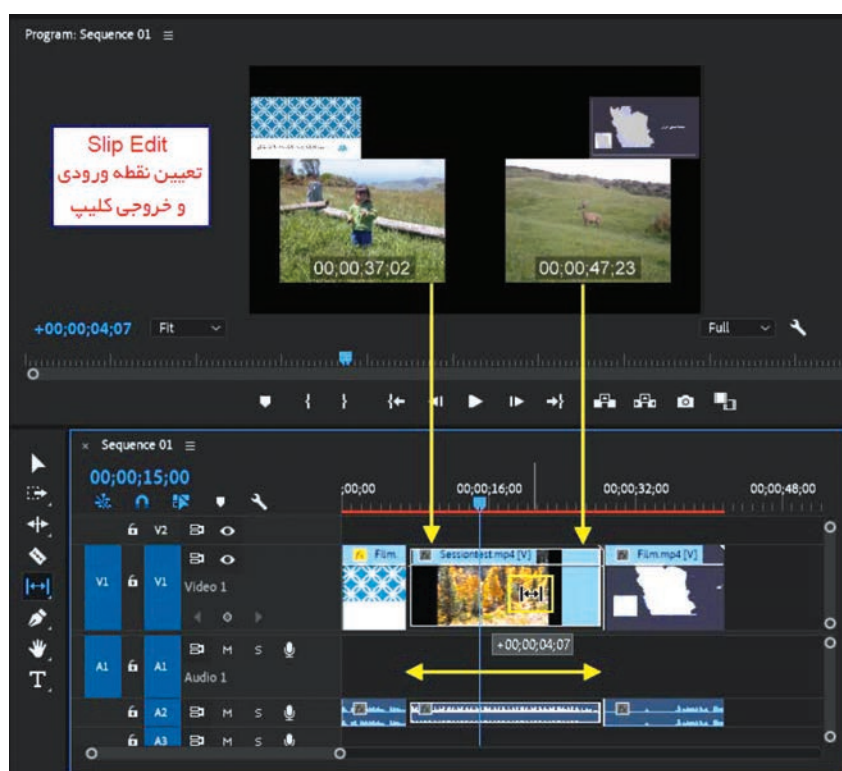 Program: Sequence 01
Slip Edit
تعیین نقطه ورودی
و خروجی کلیپ
00;00;37;02
00;00;47;23
+00;00;04;07
Fit
Full
× Sequence 01
00;00;15;00
;00;00
00;00;16;00
00;00;32;00
00;00;48;00
V2
fx Film.
fx Sessiontest.mp4 [V]
fx Film.mp4 [V]
V1 V1
Video 1
+00;00;04;07
A1 A1 M S
Audio 1
A2 M S
A3 M S
T